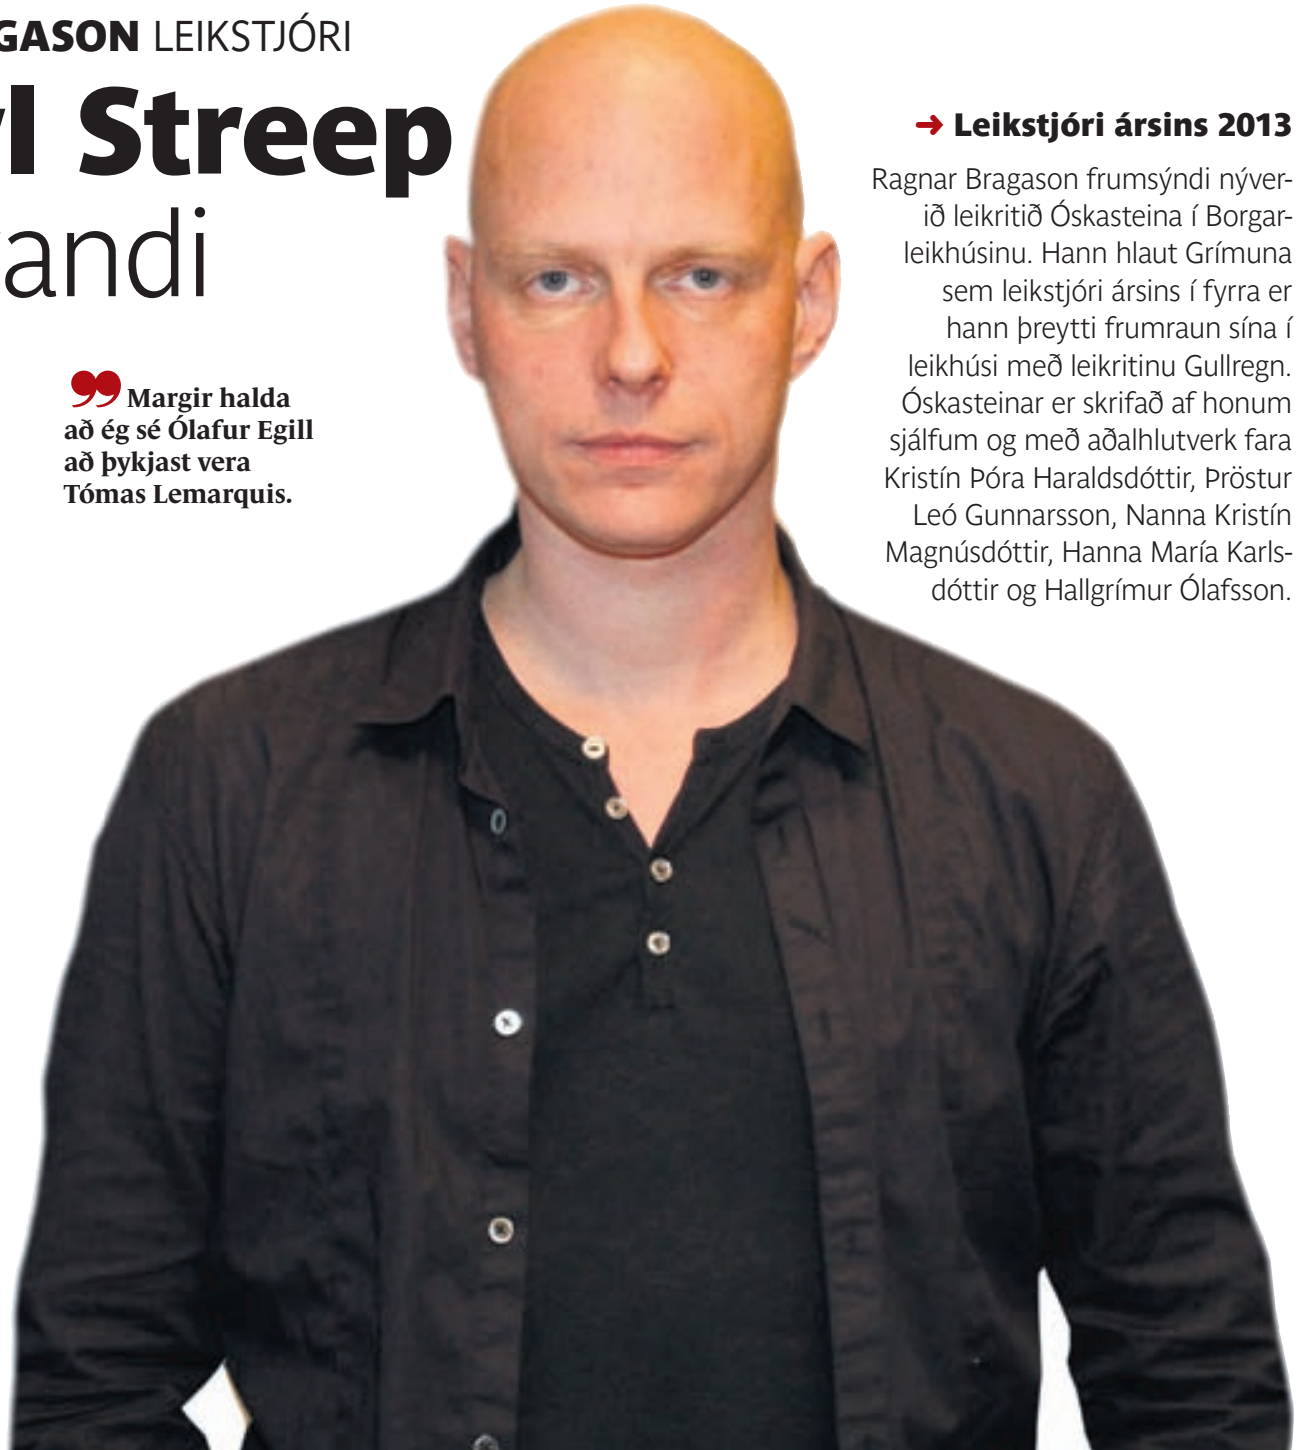 GASON LEIKSTJÓRI
l Streep
andi
Margir halda
að ég sé Ólafur Egill
að þykjast vera
Tómas Lemarquis.
➜ Leikstjóri ársins 2013
Ragnar Bragason frumsýndi nýver-
ið leikritið Óskasteina í Borgar-
leikhúsinu. Hann hlaut Grímuna
sem leikstjóri ársins í fyrra er
hann þreytti frumraun sína í
leikhúsi með leikritinu Gullregn.
Óskasteinar er skrifað af honum
sjálfum og með aðalhlutverk fara
Kristín Þóra Haraldsdóttir, Þröstur
Leó Gunnarsson, Nanna Kristín
Magnúsdóttir, Hanna María Karls-
dóttir og Hallgrímur Ólafsson.